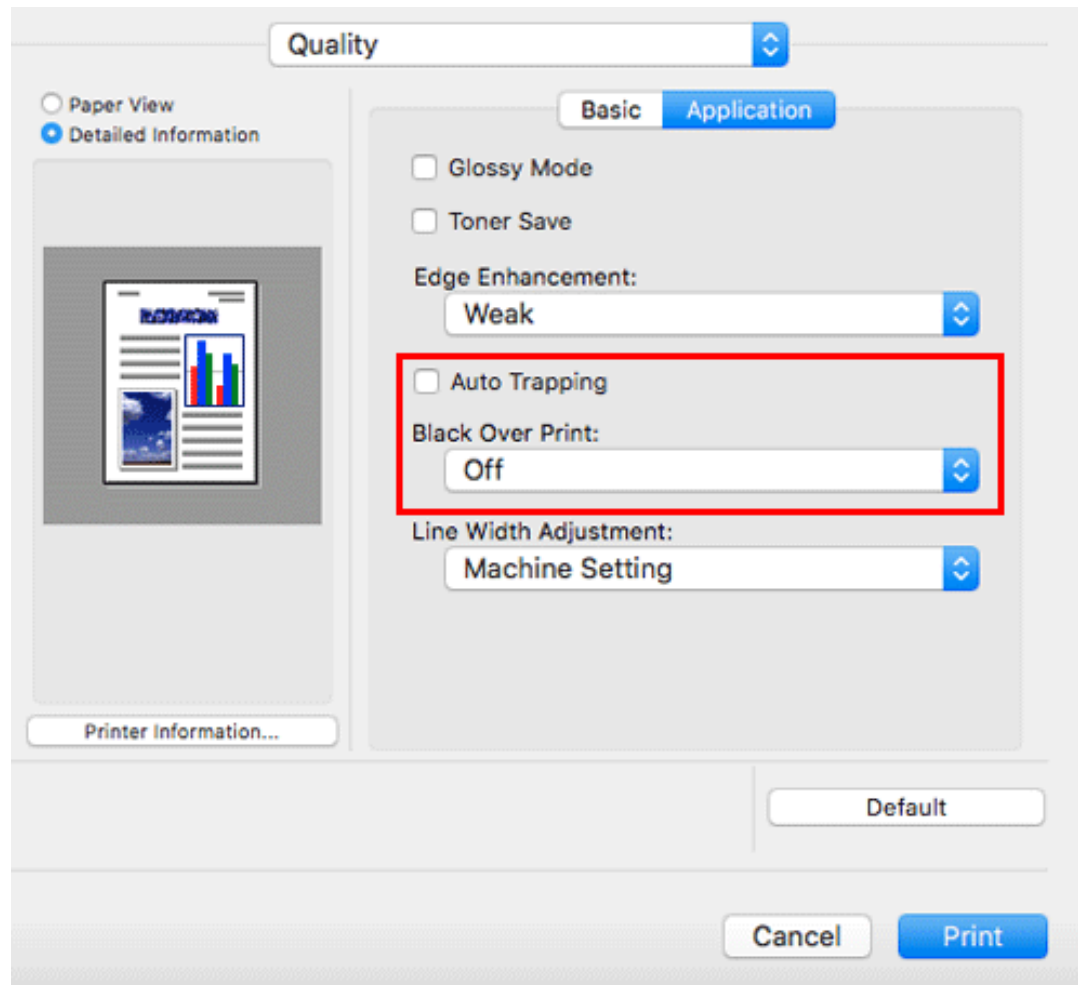 Quality
Paper View
Detailed Information
Basic Application
Glossy Mode
Toner Save
Edge Enhancement:
Weak
Auto Trapping
Black Over Print:
Off
Line Width Adjustment:
Machine Setting
Printer Information...
Default
Cancel Print